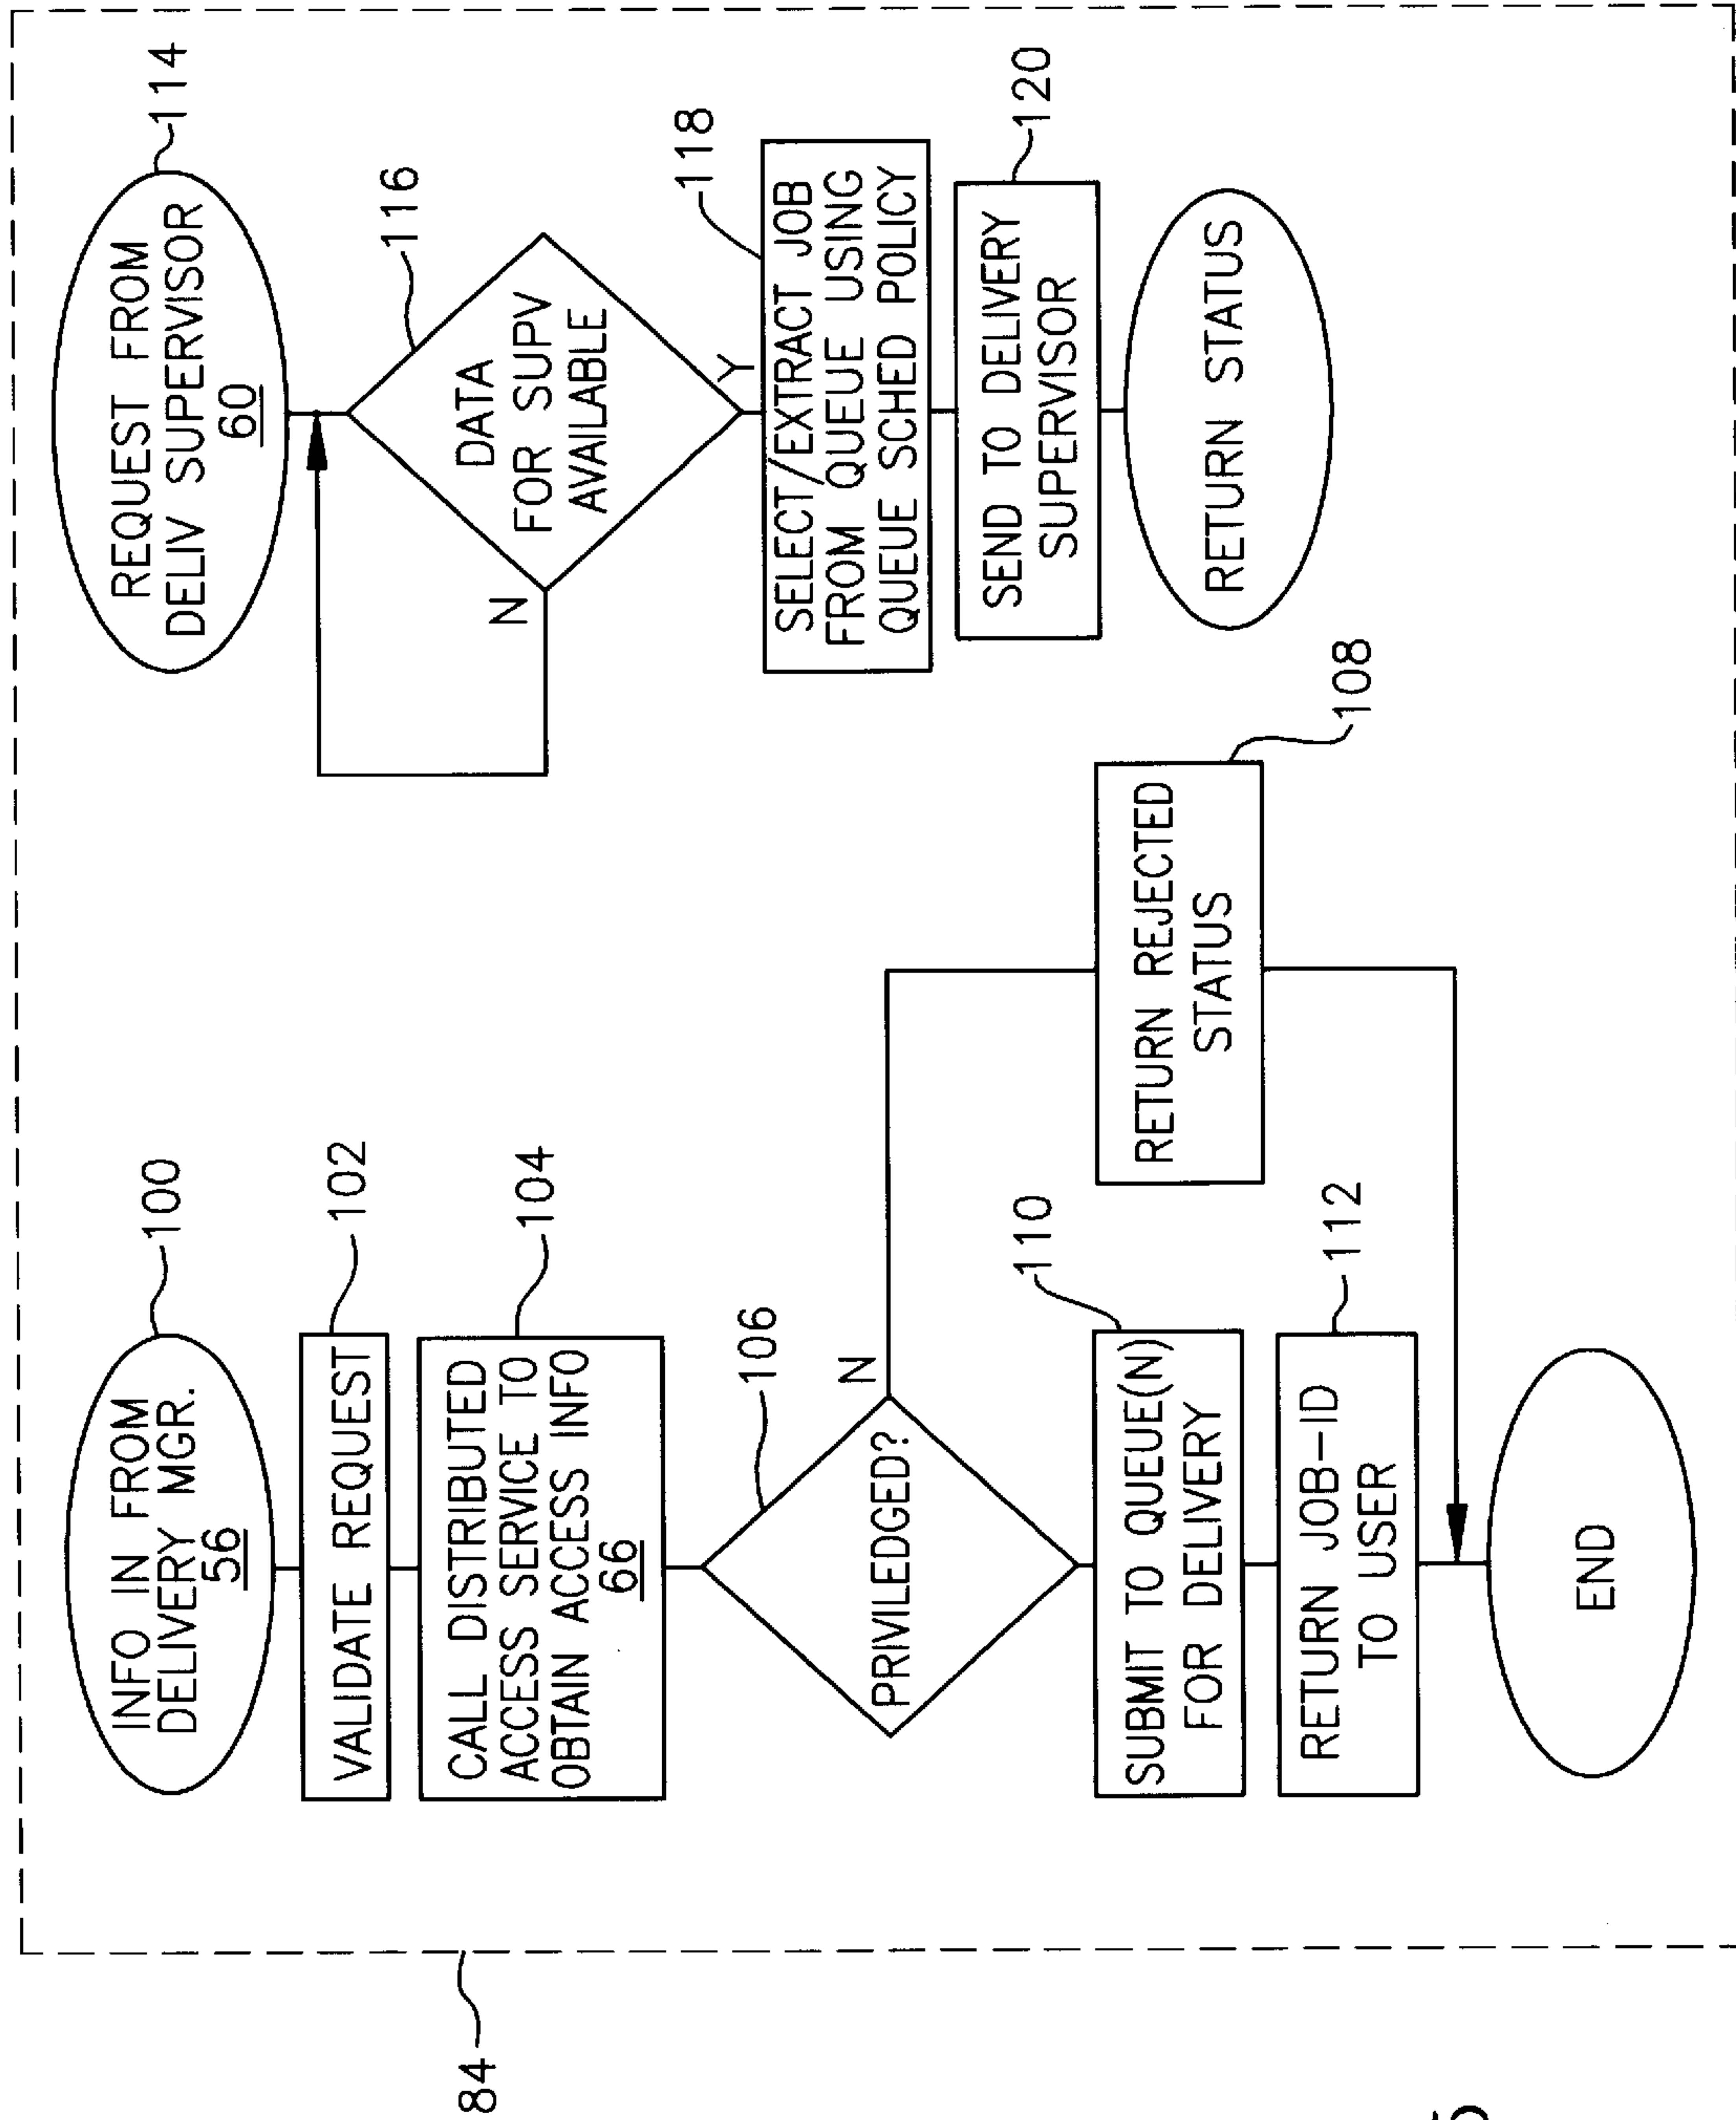 84
INFO IN FROM
DELIVERY MGR.
56
100
VALIDATE REQUEST
102
CALL DISTRIBUTED
ACCESS SERVICE TO
OBTAIN ACCESS INFO
66
104
PRIVILEDGED?
106
N
SUBMIT TO QUEUE(N)
FOR DELIVERY
110
RETURN JOB-ID
TO USER
112
RETURN REJECTED
STATUS
108
END
REQUEST FROM
DELIV SUPERVISOR
60
114
DATA
FOR SUPV
AVAILABLE
116
N
Y
SELECT/EXTRACT JOB
FROM QUEUE USING
QUEUE SCHED POLICY
118
SEND TO DELIVERY
SUPERVISOR
120
RETURN STATUS